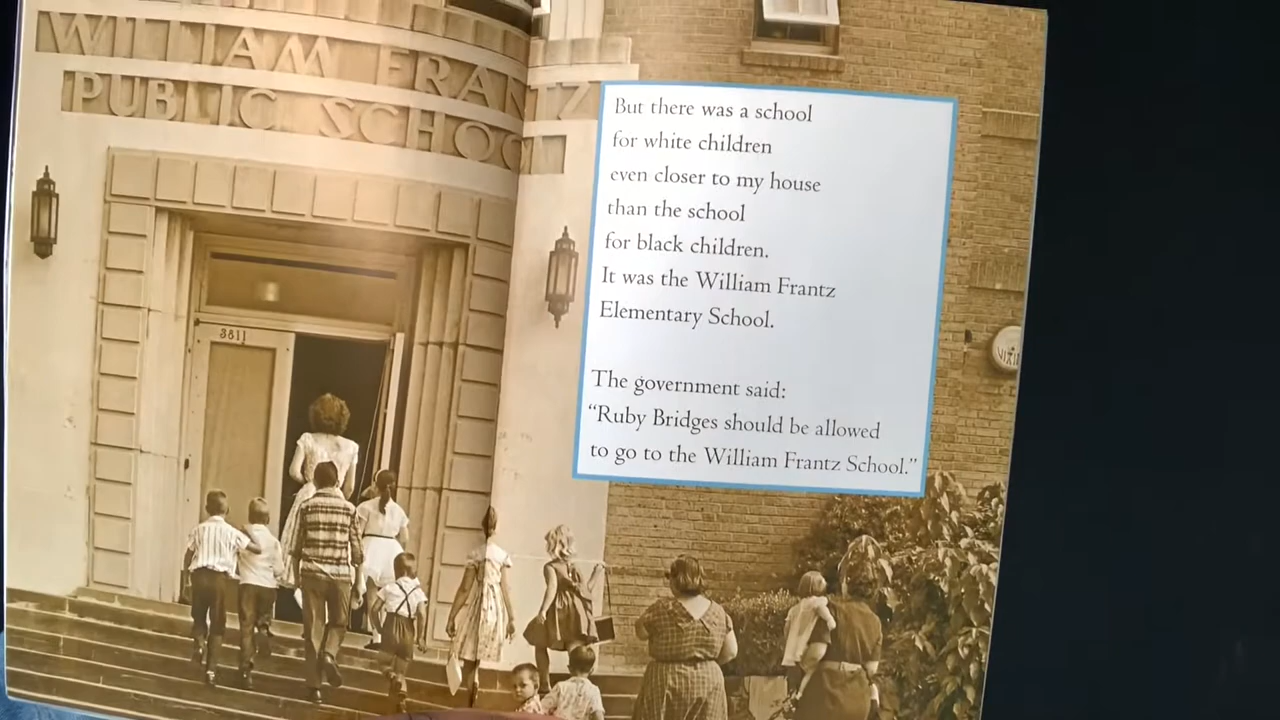 WILLIAM FRANTZ
PUBLIC SCHOOL
3811
But there was a school
for white children
even closer to my house
than the school
for black children.
It was the William Frantz
Elementary School.
The government said:
“Ruby Bridges should be allowed
to go to the William Frantz School.”